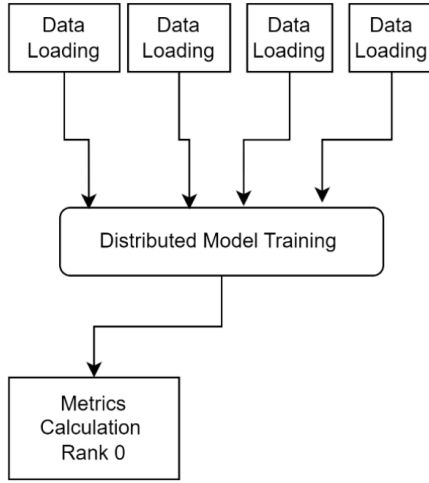 Data
Loading
Data
Loading
Data
Loading
Data
Loading
Distributed Model Training
Metrics
Calculation
Rank 0